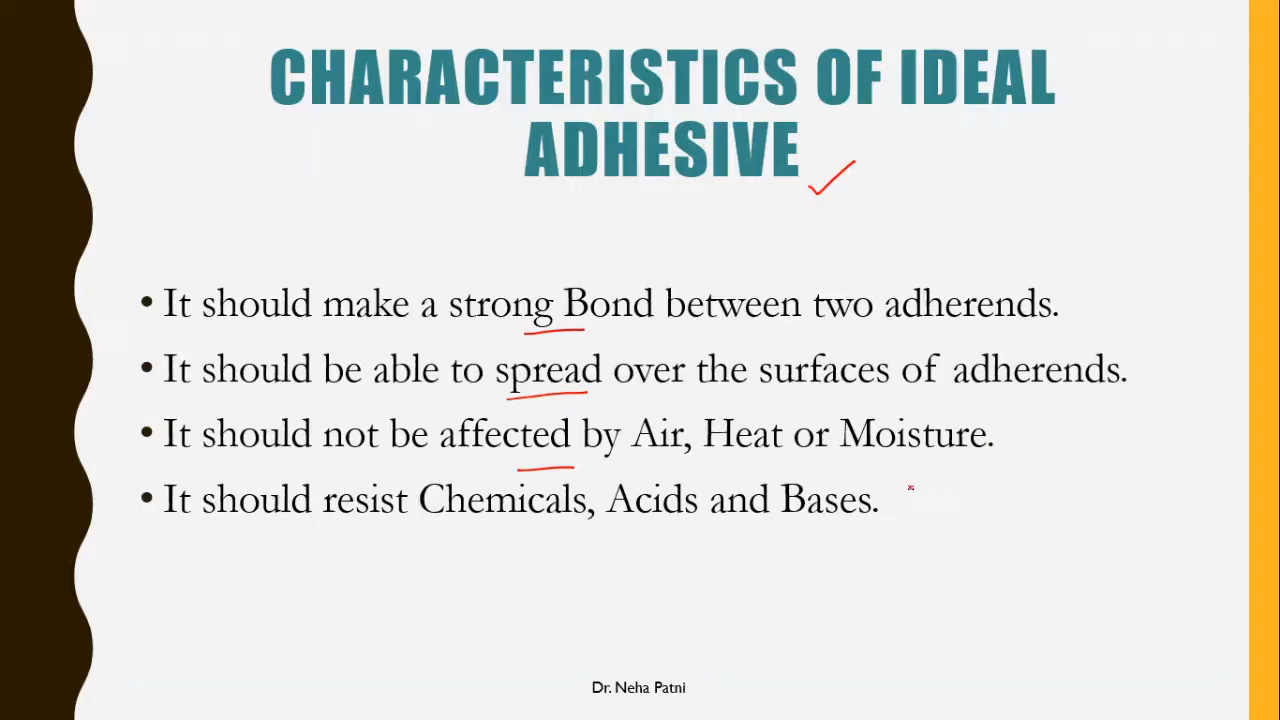 CHARACTERISTICS OF IDEAL
ADHESIVE
• It should make a strong Bond between two adherends.
• It should be able to spread over the surfaces of adherends.
• It should not be affected by Air, Heat or Moisture.
• It should resist Chemicals, Acids and Bases.
Dr. Neha Patni